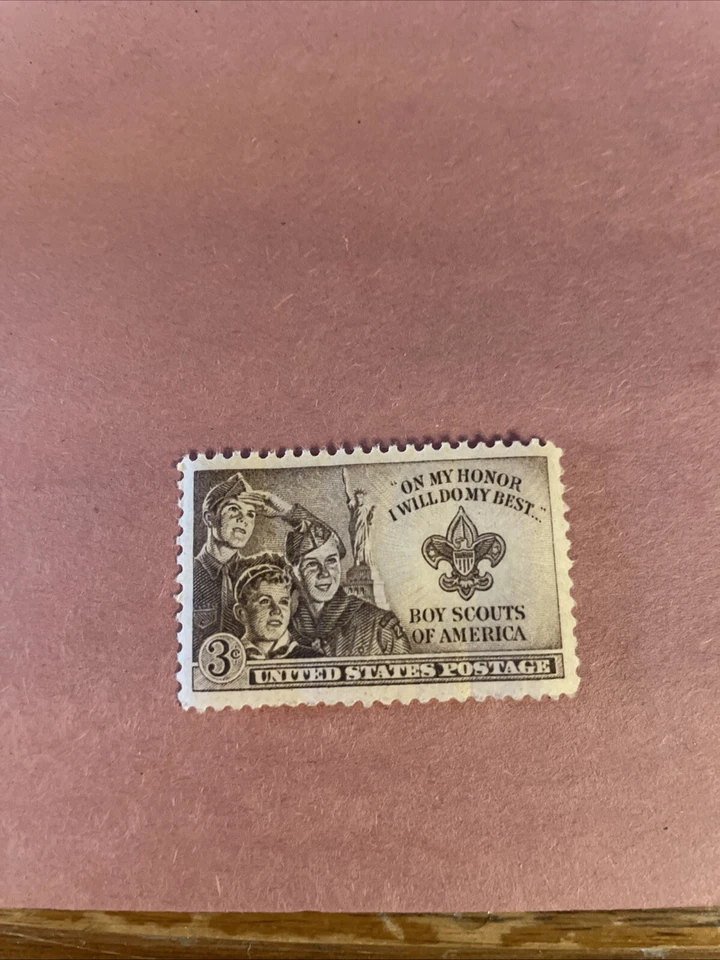 "ON MY HONOR
I WILL DO MY BEST..."
BOY SCOUTS
OF AMERICA
3¢
UNITED STATES POSTAGE